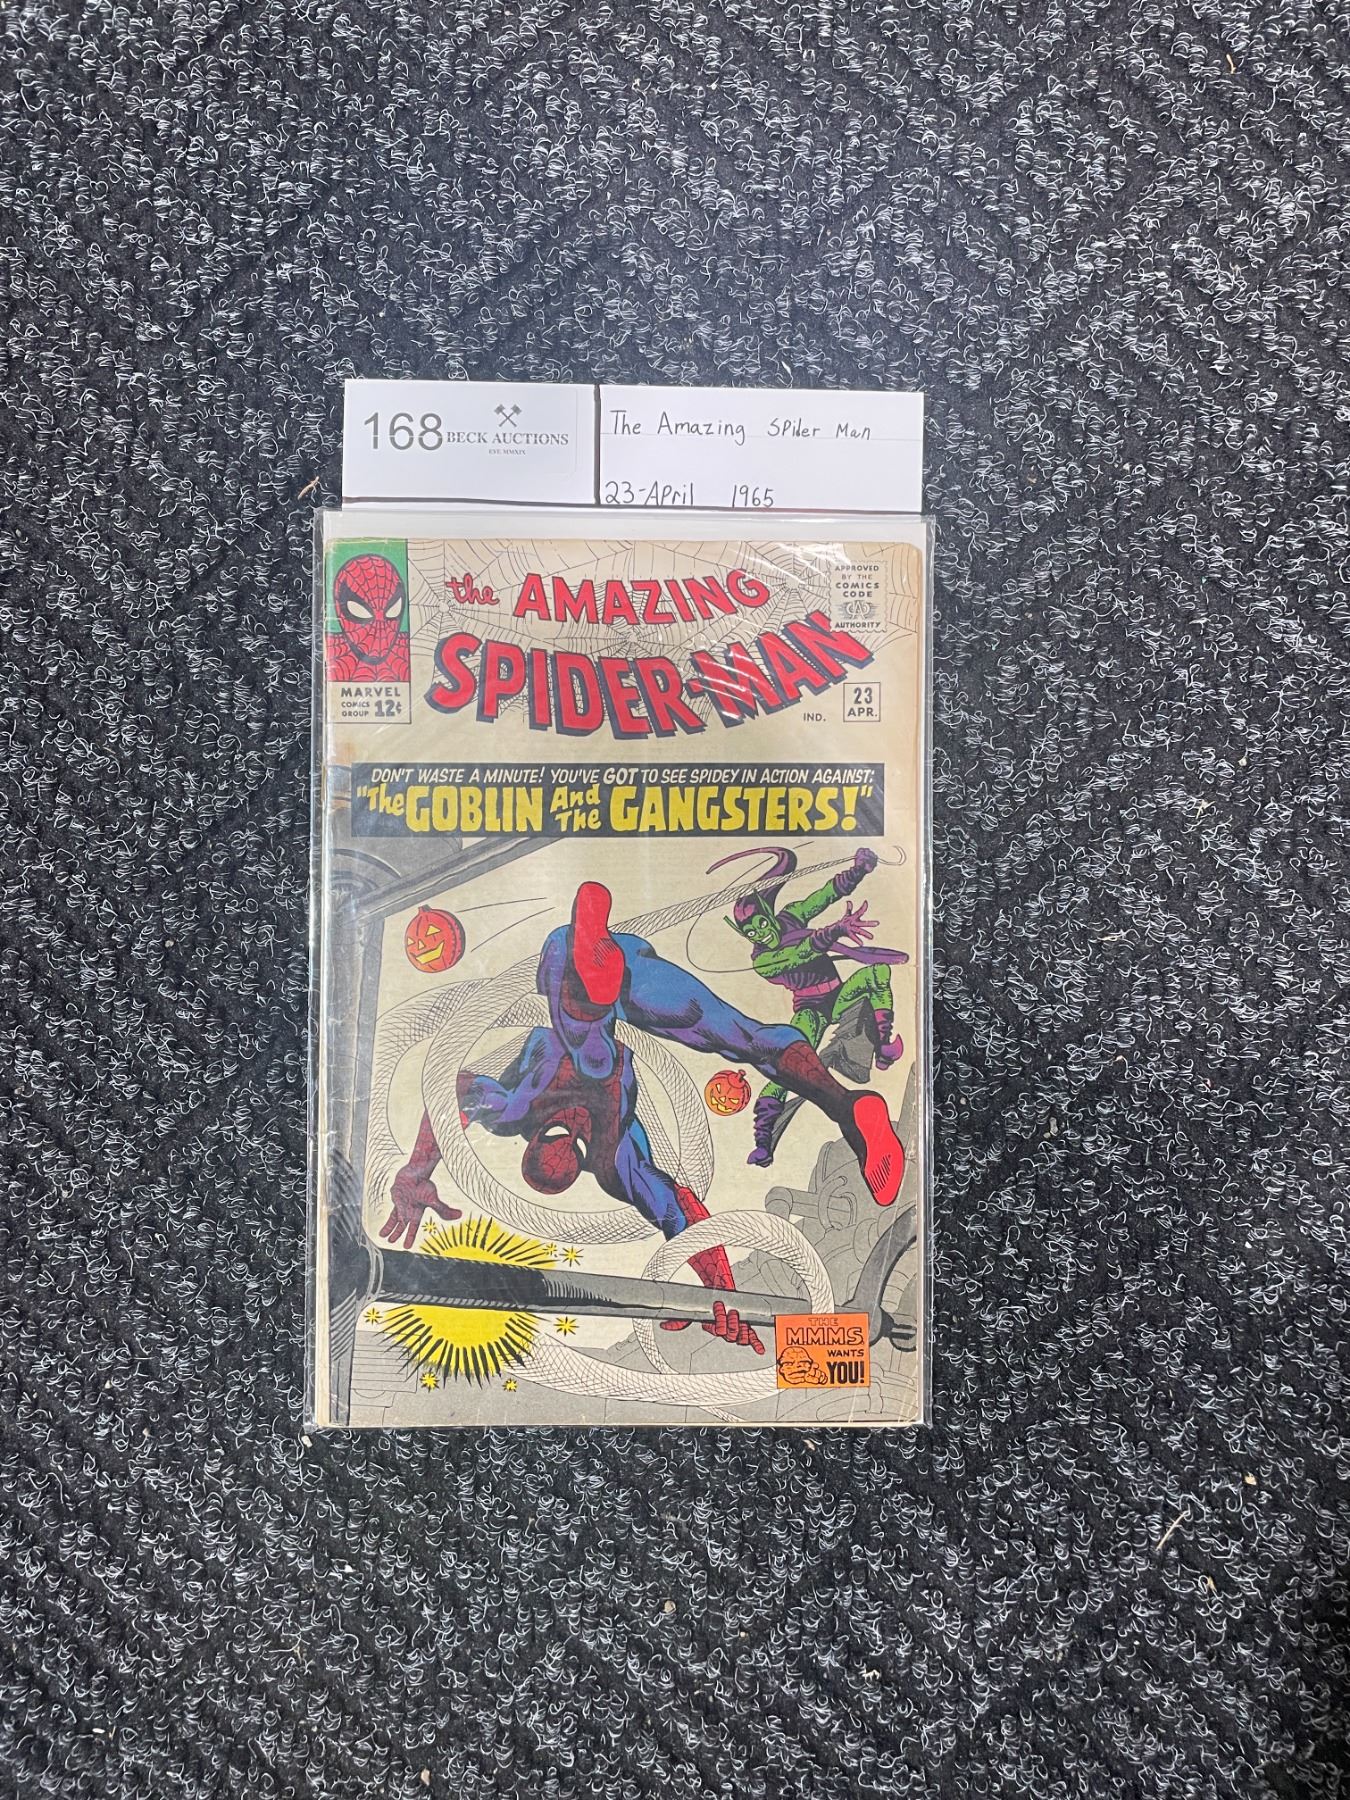 168 BECK AUCTIONS
EST. MMXIX
The Amazing Spider Man
23-April 1965
the AMAZING
SPIDER-MAN
APPROVED
BY THE
COMICS
CODE
CA
AUTHORITY
MARVEL
COMICS
GROUP 12¢
IND.
23
APR.
DON'T WASTE A MINUTE! YOU'VE GOT TO SEE SPIDEY IN ACTION AGAINST:
"The GOBLIN And The GANGSTERS!"
THE
M.M.M.S.
WANTS
YOU!